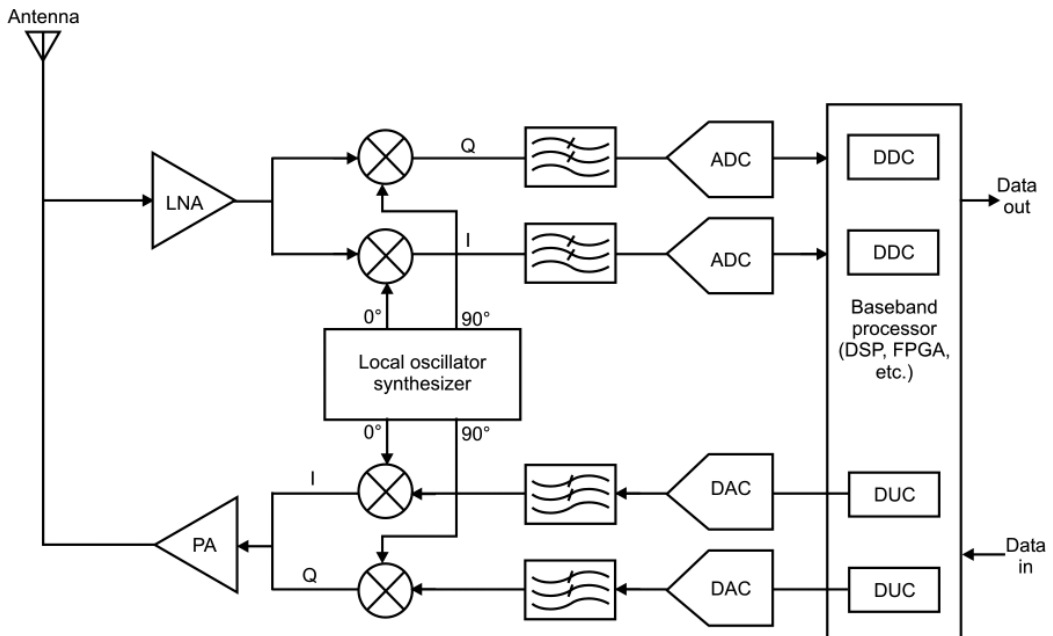 Antenna
LNA
Q
I
ADC
ADC
DDC
DDC
Data
out
Baseband
processor
(DSP, FPGA,
etc.)
0°
90°
Local oscillator
synthesizer
0°
90°
I
Q
PA
DAC
DAC
DUC
DUC
Data
in